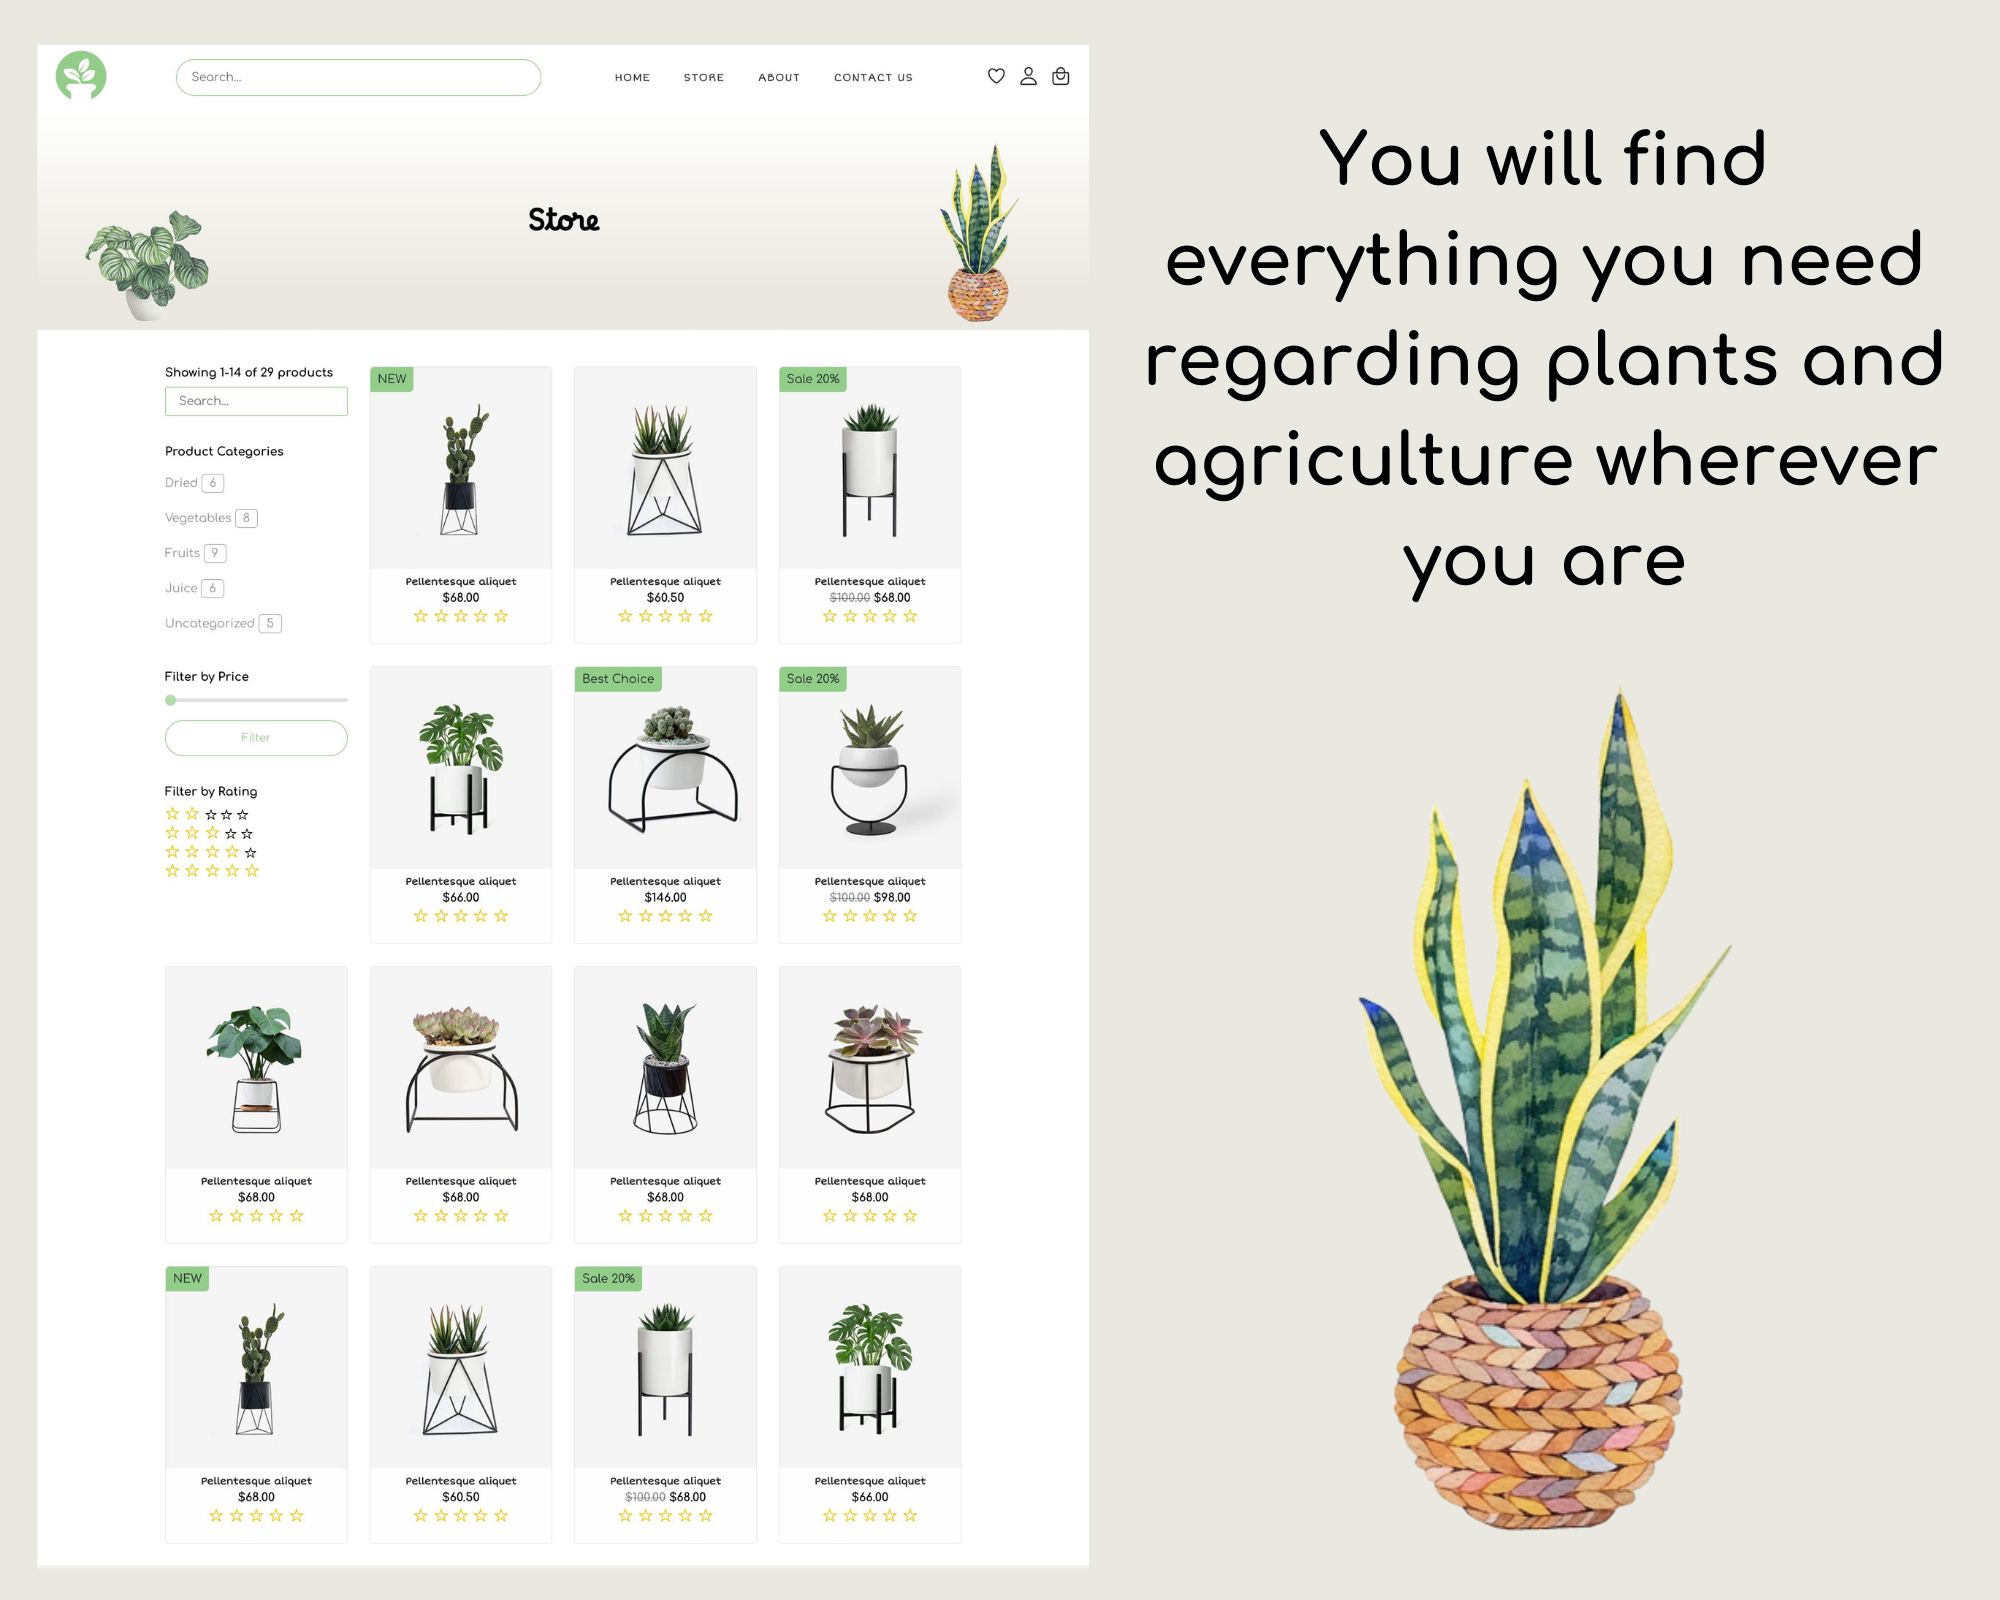 Search...
HOME STORE ABOUT CONTACT US
Store
Showing 1-14 of 29 products
Search...
Product Categories
Dried 6
Vegetables 8
Fruits 9
Juice 6
Uncategorized 5
Filter by Price
Filter
Filter by Rating
NEW
Pellentesque aliquet
$68.00
Pellentesque aliquet
$60.50
Sale 20%
Pellentesque aliquet
$100.00 $68.00
Pellentesque aliquet
$66.00
Best Choice
Pellentesque aliquet
$146.00
Sale 20%
Pellentesque aliquet
$100.00 $98.00
Pellentesque aliquet
$68.00
Pellentesque aliquet
$68.00
Pellentesque aliquet
$68.00
Pellentesque aliquet
$68.00
NEW
Pellentesque aliquet
$68.00
Pellentesque aliquet
$60.50
Sale 20%
Pellentesque aliquet
$100.00 $68.00
Pellentesque aliquet
$66.00
You will find
everything you need
regarding plants and
agriculture wherever
you are